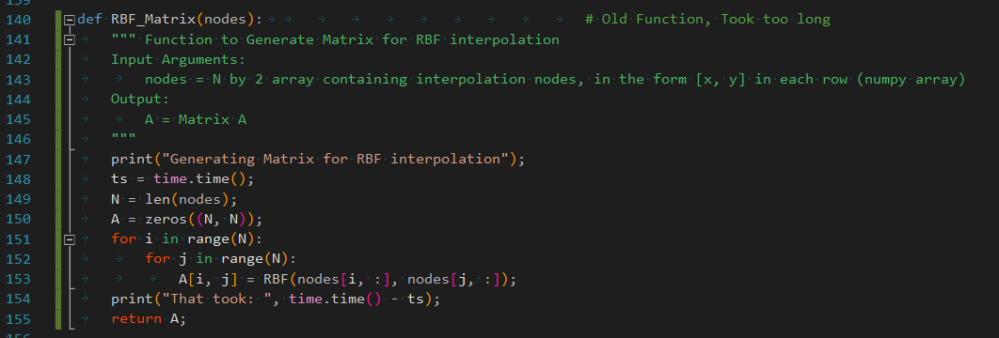 140 def RBF_Matrix(nodes): # Old Function, Took too long
141 """ Function to Generate Matrix for RBF interpolation
142 Input Arguments:
143 nodes = N by 2 array containing interpolation nodes, in the form [x, y] in each row (numpy array)
144 Output:
145 A = Matrix A
146 """
147 print("Generating Matrix for RBF interpolation");
148 ts = time.time();
149 N = len(nodes);
150 A = zeros((N, N));
151 for i in range(N):
152 for j in range(N):
153 A[i, j] = RBF(nodes[i, :], nodes[j, :]);
154 print("That took: ", time.time() - ts);
155 return A;